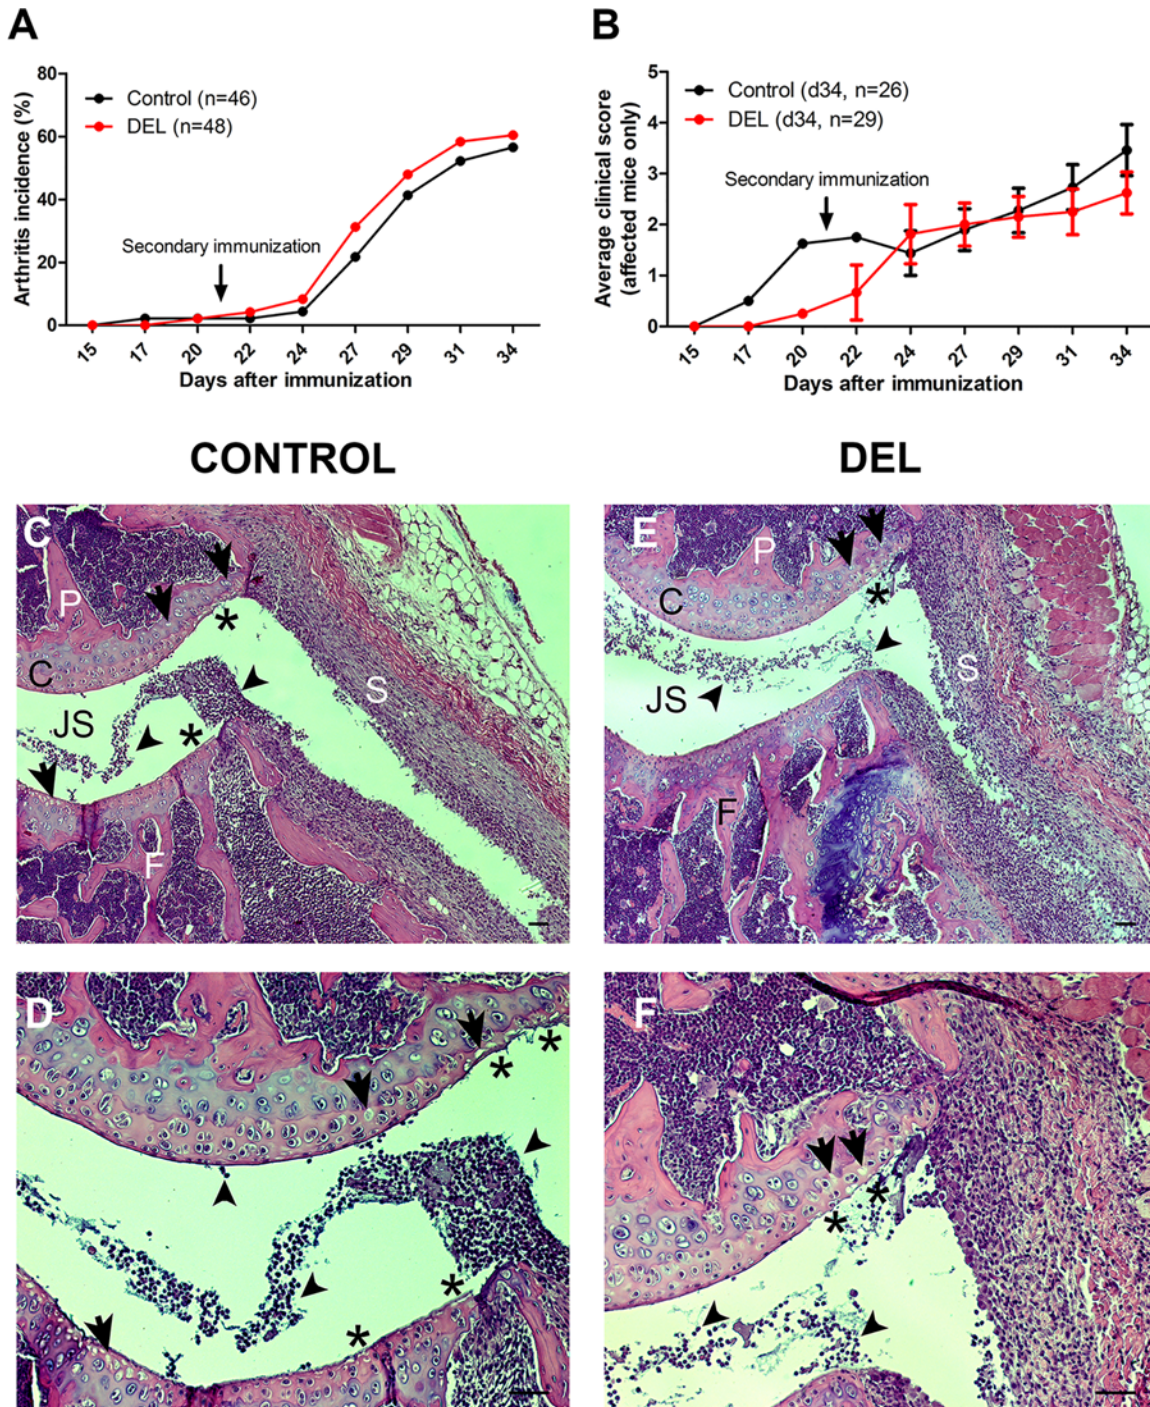 A
80
60
40
20
0
Arthritis incidence (%)
Control (n=46)
DEL (n=48)
Secondary immunization
15 17 20 22 24 27 29 31 34
Days after immunization
B
5
4
3
2
1
0
Average clinical score
(affected mice only)
Control (d34, n=26)
DEL (d34, n=29)
Secondary immunization
15 17 20 22 24 27 29 31 34
Days after immunization
CONTROL
DEL
C
P
*
C
S
JS
*
F
E
P
C
*
S
JS
F
D
*
*
*
*
F
*
*